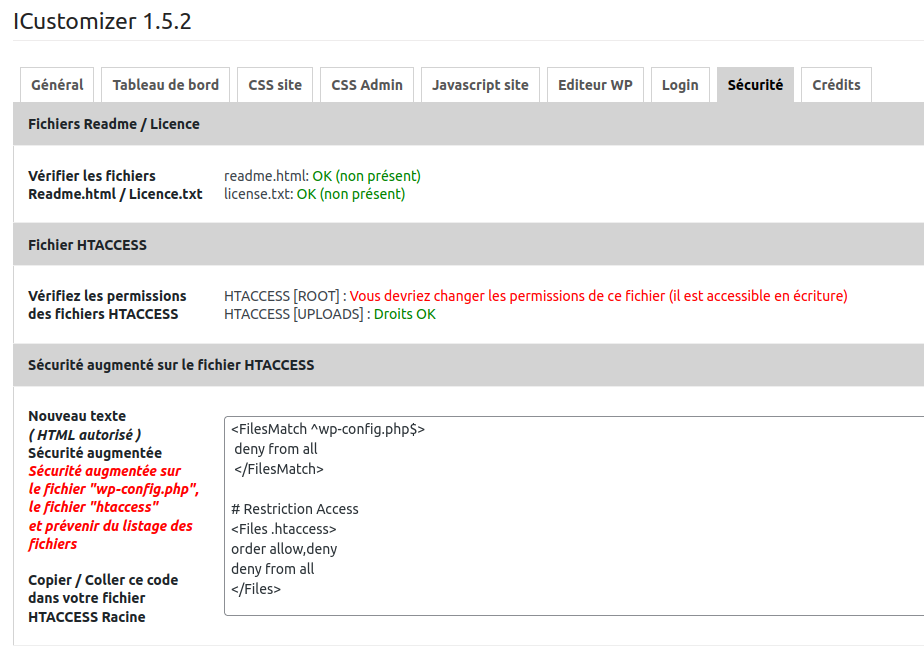 ICustomizer 1.5.2
Général
Tableau de bord
CSS site
CSS Admin
Javascript site
Editeur WP
Login
Sécurité
Crédits
Fichiers Readme / Licence
Vérifier les fichiers
Readme.html / Licence.txt
readme.html: OK (non présent)
license.txt: OK (non présent)
Fichier HTACCESS
Vérifiez les permissions
des fichiers HTACCESS
HTACCESS [ROOT] : Vous devriez changer les permissions de ce fichier (il est accessible en écriture)
HTACCESS [UPLOADS] : Droits OK
Sécurité augmenté sur le fichier HTACCESS
Nouveau texte
( HTML autorisé )
Sécurité augmentée
Sécurité augmentée sur
le fichier "wp-config.php",
le fichier "htaccess"
et prévenir du listage des
fichiers
Copier / Coller ce code
dans votre fichier
HTACCESS Racine
<FilesMatch ^wp-config.php$>
deny from all
</FilesMatch>
# Restriction Access
<Files .htaccess>
order allow,deny
deny from all
</Files>